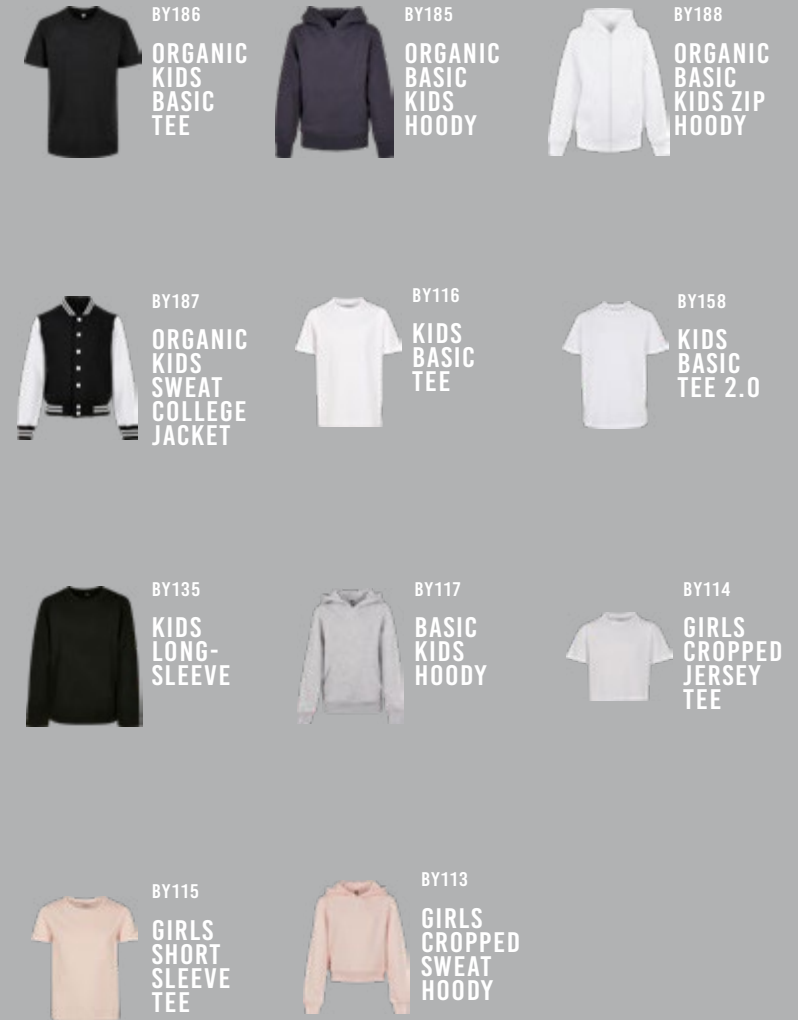 BY186
ORGANIC
KIDS
BASIC
TEE
BY185
ORGANIC
BASIC
KIDS
HOODY
BY188
ORGANIC
BASIC
KIDS ZIP
HOODY
BY187
ORGANIC
KIDS
SWEAT
COLLEGE
JACKET
BY116
KIDS
BASIC
TEE
BY158
KIDS
BASIC
TEE 2.0
BY135
KIDS
LONG-
SLEEVE
BY117
BASIC
KIDS
HOODY
BY114
GIRLS
CROPPED
JERSEY
TEE
BY115
GIRLS
SHORT
SLEEVE
TEE
BY113
GIRLS
CROPPED
SWEAT
HOODY